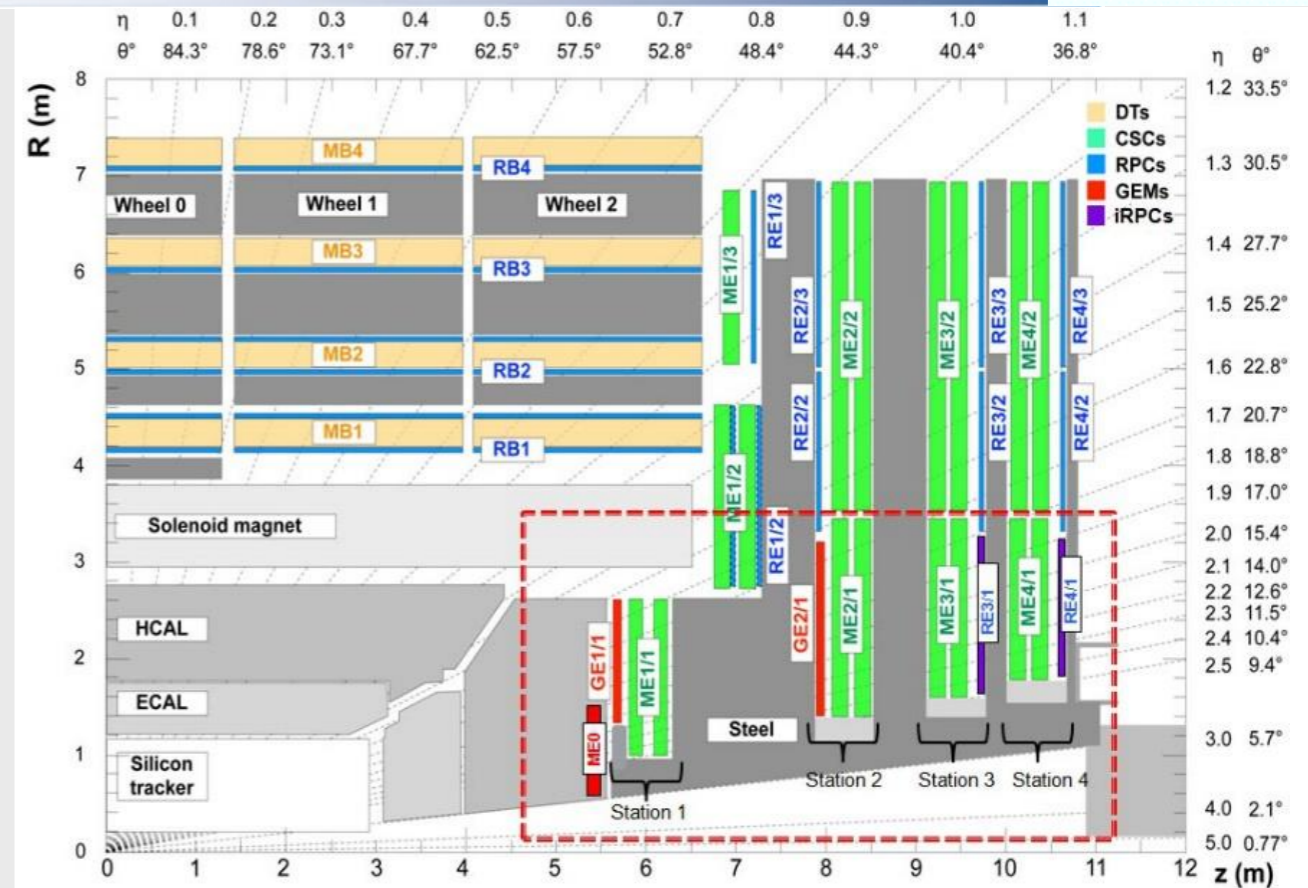 η 0.1 0.2 0.3 0.4 0.5 0.6 0.7 0.8 0.9 1.0 1.1
θ° 84.3° 78.6° 73.1° 67.7° 62.5° 57.5° 52.8° 48.4° 44.3° 40.4° 36.8° η θ°
R (m)
8
7
6
5
4
3
2
1
0
1.2 33.5°
1.3 30.5°
1.4 27.7°
1.5 25.2°
1.6 22.8°
1.7 20.7°
1.8 18.8°
1.9 17.0°
2.0 15.4°
2.1 14.0°
2.2 12.6°
2.3 11.5°
2.4 10.4°
2.5 9.4°
3.0 5.7°
4.0 2.1°
5.0 0.77°
DTs
CSCs
RPCs
GEMs
iRPCs
MB4
RB4
Wheel 0 Wheel 1 Wheel 2
MB3
RB3
MB2
RB2
MB1
RB1
Solenoid magnet
HCAL
ECAL
Silicon
tracker
Steel
ME1/3
RE1/3
ME1/2
RE1/2
RE2/3
RE2/2
ME2/2
ME3/2
RE3/3
RE3/2
ME4/2
RE4/3
RE4/2
GE1/1
ME1/1
ME0
GE2/1
ME2/1
ME3/1
RE3/1
ME4/1
RE4/1
Station 1
Station 2
Station 3
Station 4
0 1 2 3 4 5 6 7 8 9 10 11 12
z (m)